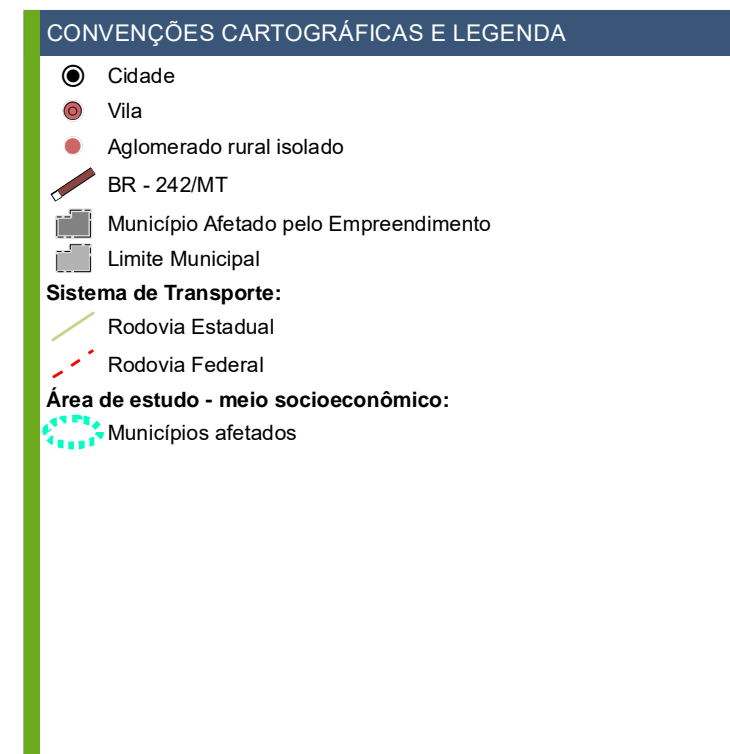 CONVENÇÕES CARTOGRÁFICAS E LEGENDA
Cidade
Vila
Aglomerado rural isolado
BR - 242/MT
Município Afetado pelo Empreendimento
Limite Municipal
Sistema de Transporte:
Rodovia Estadual
Rodovia Federal
Área de estudo - meio socioeconômico:
Municípios afetados